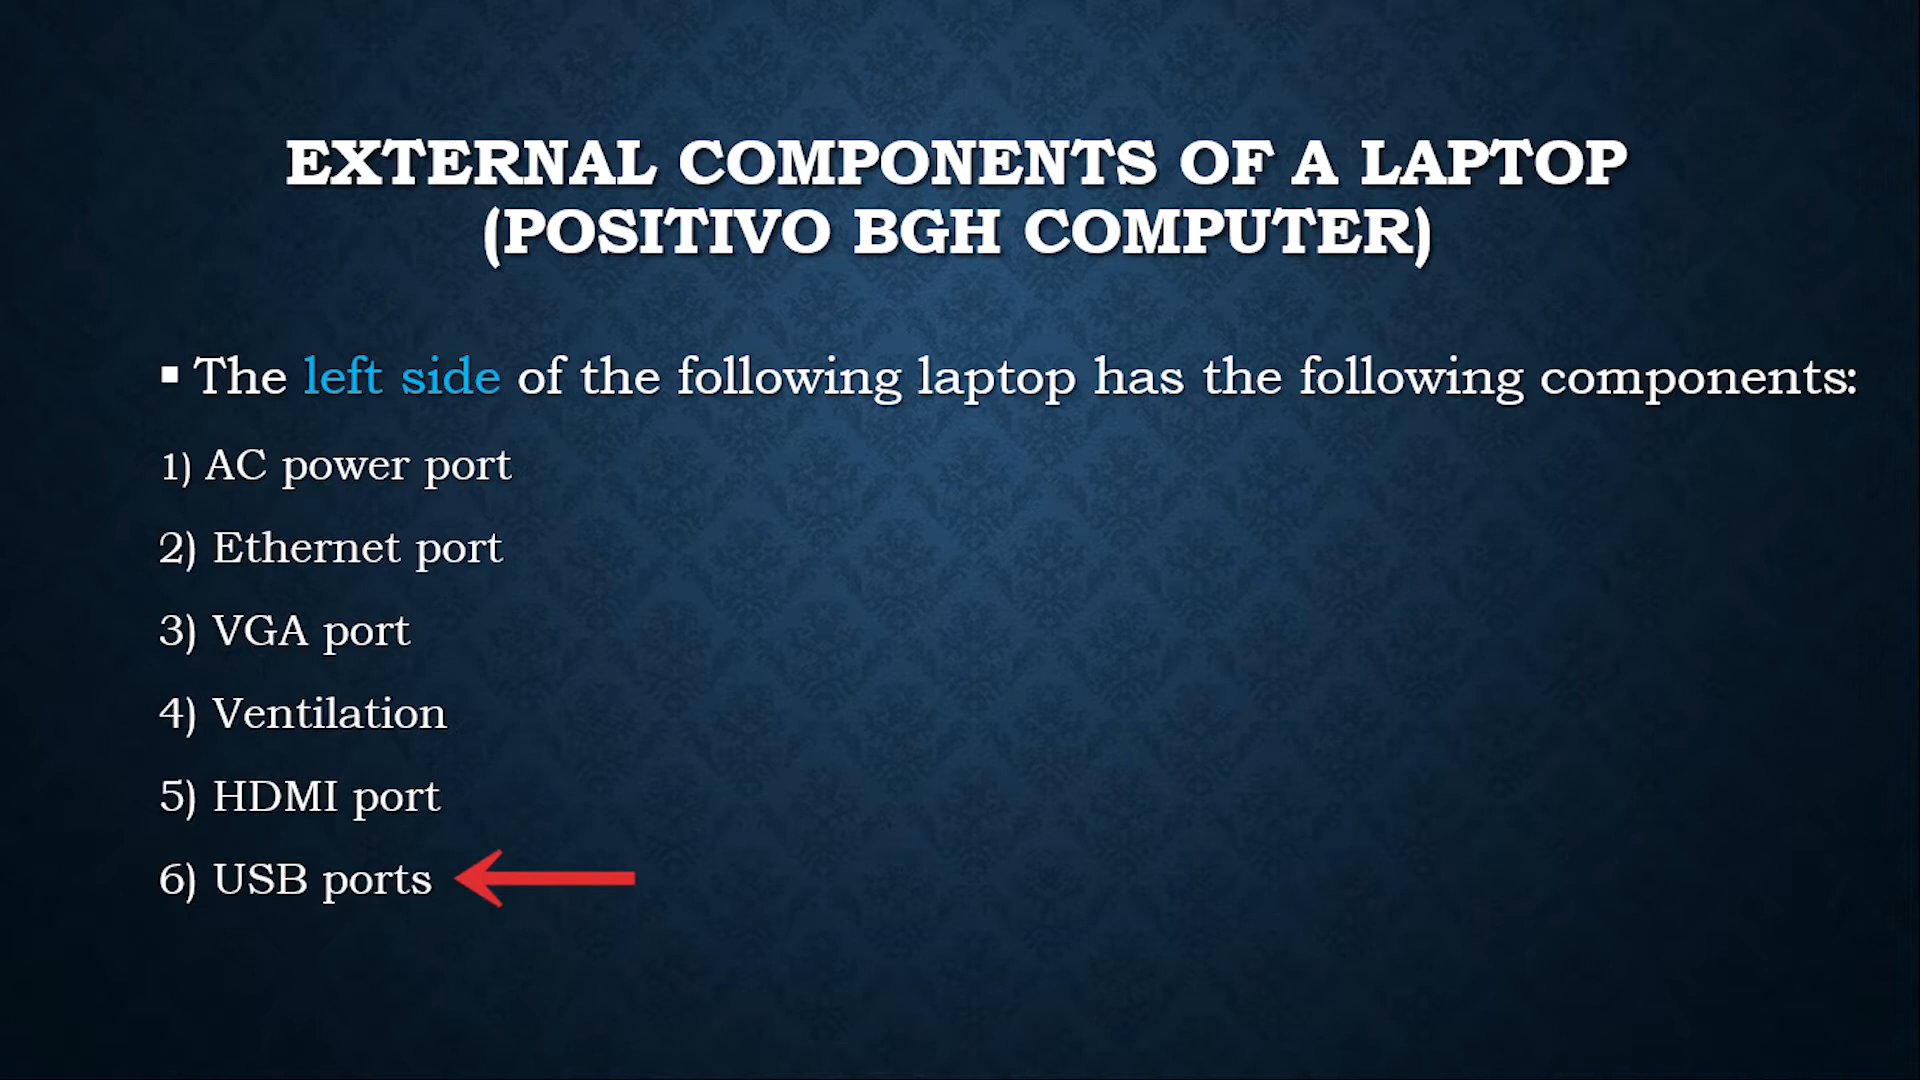 EXTERNAL COMPONENTS OF A LAPTOP
(POSITIVO BGH COMPUTER)
▪ The left side of the following laptop has the following components:
1) AC power port
2) Ethernet port
3) VGA port
4) Ventilation
5) HDMI port
6) USB ports